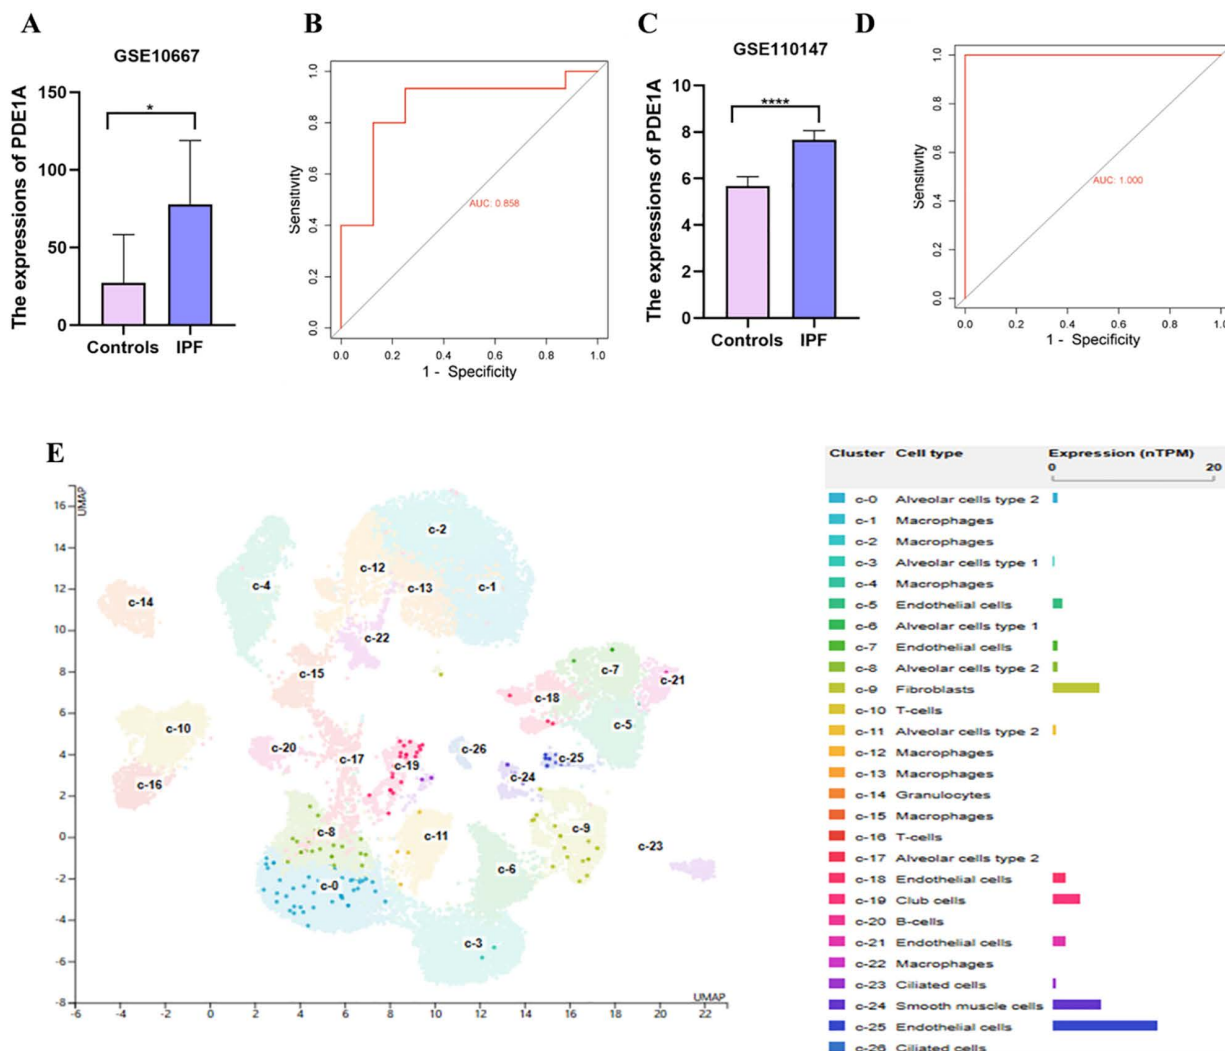 A
GSE10667
The expressions of PDE1A
150
100
50
0
*
Controls IPF
B
Sensitivity
1.0
0.8
0.6
0.4
0.2
0.0
AUC: 0.858
0.0 0.2 0.4 0.6 0.8 1.0
1 - Specificity
C
GSE110147
The expressions of PDE1A
10
8
6
4
2
0
****
Controls IPF
D
Sensitivity
1.0
0.8
0.6
0.4
0.2
0.0
AUC: 1.000
0.0 0.2 0.4 0.6 0.8 1.0
1 - Specificity
E
UMAP
16
14
12
10
8
6
4
2
0
-2
-4
-6
-8
c-2
c-12
c-4
c-13
c-1
c-14
c-22
c-15
c-7
c-21
c-18
c-10
c-5
c-20
c-26
c-17
c-25
c-19
c-24
c-16
c-8
c-11
c-9
c-23
c-6
c-0
c-3
UMAP
-6 -4 -2 0 2 4 6 8 10 12 14 16 18 20 22
Cluster Cell type Expression (nTPM)
0 20
c-0 Alveolar cells type 2
c-1 Macrophages
c-2 Macrophages
c-3 Alveolar cells type 1
c-4 Macrophages
c-5 Endothelial cells
c-6 Alveolar cells type 1
c-7 Endothelial cells
c-8 Alveolar cells type 2
c-9 Fibroblasts
c-10 T-cells
c-11 Alveolar cells type 2
c-12 Macrophages
c-13 Macrophages
c-14 Granulocytes
c-15 Macrophages
c-16 T-cells
c-17 Alveolar cells type 2
c-18 Endothelial cells
c-19 Club cells
c-20 B-cells
c-21 Endothelial cells
c-22 Macrophages
c-23 Ciliated cells
c-24 Smooth muscle cells
c-25 Endothelial cells
c-26 Ciliated cells